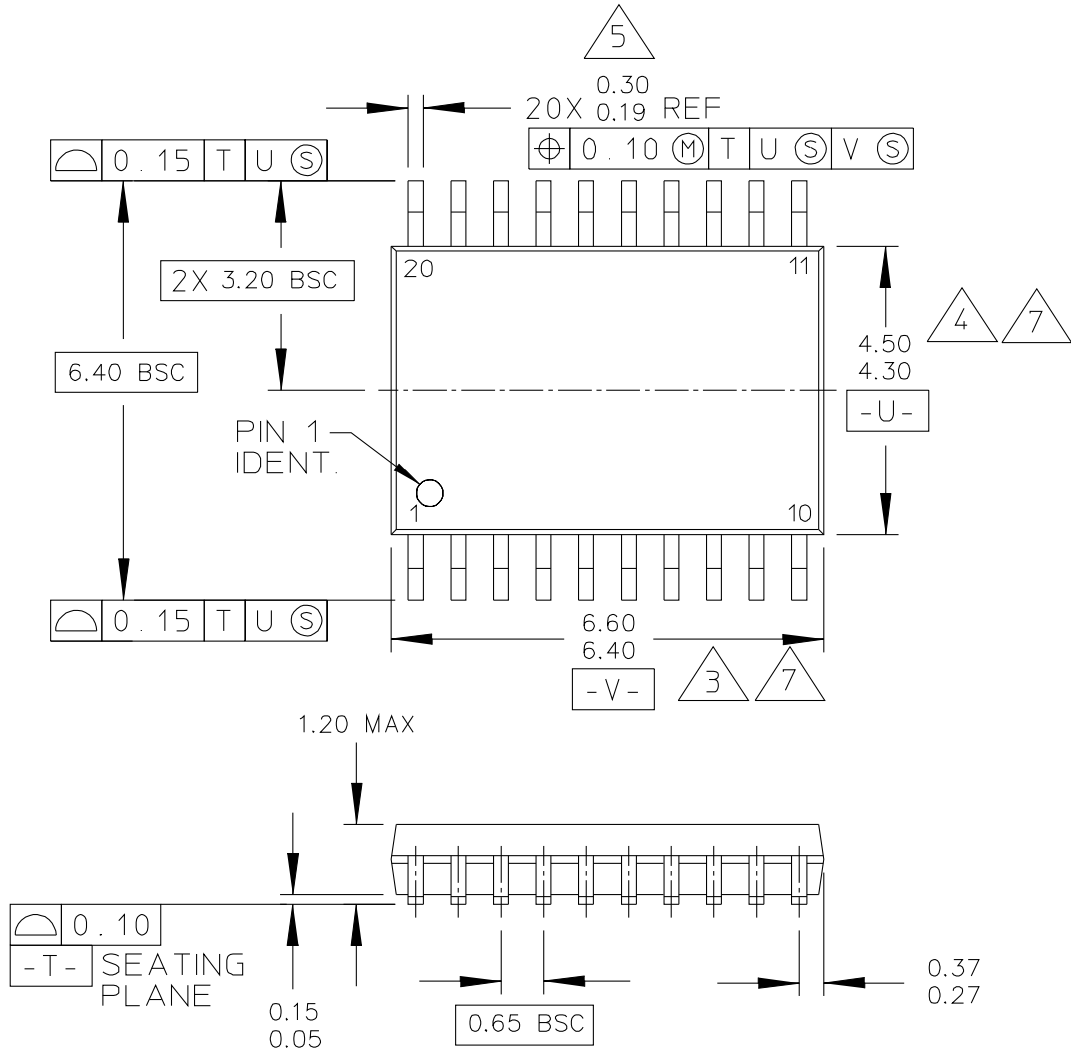 5
0.30
20X 0.19 REF
⌖ 0.10 Ⓜ T U Ⓢ V Ⓢ
⌓ 0.15 T U Ⓢ
20
11
2X 3.20 BSC
4
7
4.50
4.30
-U-
6.40 BSC
PIN 1
IDENT.
1
10
⌓ 0.15 T U Ⓢ
6.60
6.40
-V-
3
7
1.20 MAX
⌓ 0.10
-T- SEATING
PLANE
0.15
0.05
0.65 BSC
0.37
0.27